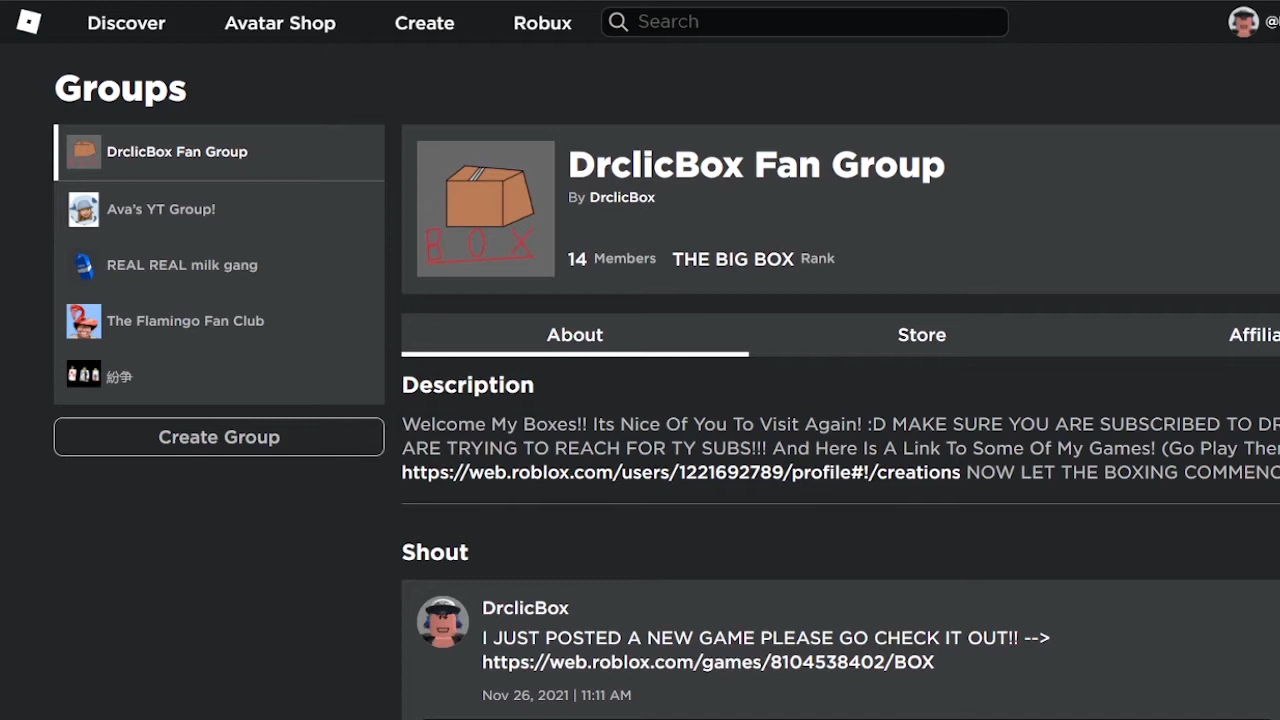 Discover Avatar Shop Create Robux Search @
Groups
DrclicBox Fan Group
Ava's YT Group!
REAL REAL milk gang
The Flamingo Fan Club
紛争
Create Group
BOX
DrclicBox Fan Group
By DrclicBox
14 Members THE BIG BOX Rank
About Store Affilia
Description
Welcome My Boxes!! Its Nice Of You To Visit Again! :D MAKE SURE YOU ARE SUBSCRIBED TO DR
ARE TRYING TO REACH FOR TY SUBS!!! And Here Is A Link To Some Of My Games! (Go Play Them
https://web.roblox.com/users/1221692789/profile#!/creations NOW LET THE BOXING COMMENC
Shout
DrclicBox
I JUST POSTED A NEW GAME PLEASE GO CHECK IT OUT!! -->
https://web.roblox.com/games/8104538402/BOX
Nov 26, 2021 | 11:11 AM